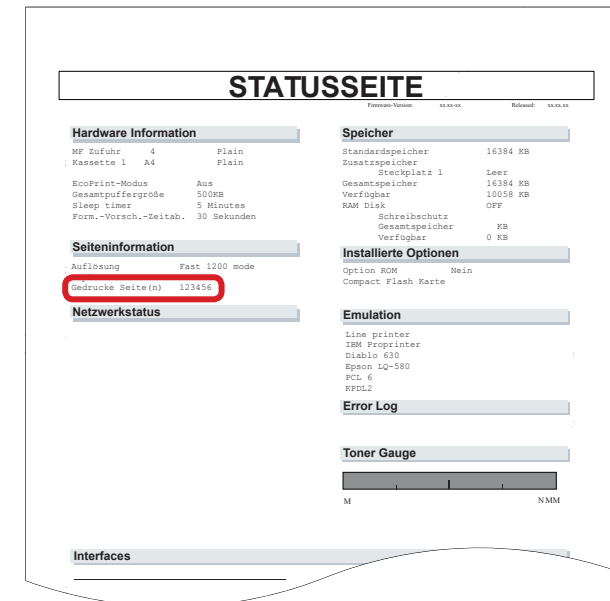 STATUSSEITE
Firmware-Version: xx.xx-xx Released: xx.xx.xx
Hardware Information
MF Zufuhr 4 Plain
Kassette 1 A4 Plain
EcoPrint-Modus Aus
Gesamtpuffergröße 500KB
Sleep timer 5 Minutes
Form.-Vorsch.-Zeitab. 30 Sekunden
Seiteninformation
Auflösung Fast 1200 mode
Gedrucke Seite(n) 123456
Netzwerkstatus
Speicher
Standardspeicher 16384 KB
Zusatzspeicher
Steckplatz 1 Leer
Gesamtspeicher 16384 KB
Verfügbar 10058 KB
RAM Disk OFF
Schreibschutz
Gesamtspeicher KB
Verfügbar 0 KB
Installierte Optionen
Option ROM Nein
Compact Flash Karte
Emulation
Line printer
IBM Proprinter
Diablo 630
Epson LQ-580
PCL 6
KPDL2
Error Log
Toner Gauge
M N MM
Interfaces